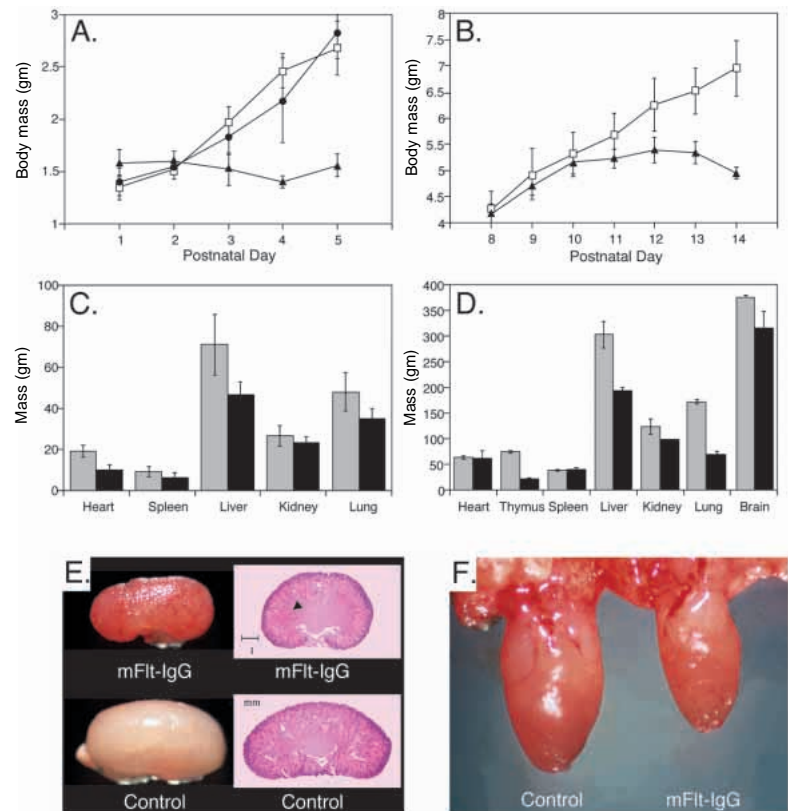 A.
Body mass (gm)
3
2.5
2
1.5
1
1 2 3 4 5
Postnatal Day
B.
Body mass (gm)
8
7.5
7
6.5
6
5.5
5
4.5
4
8 9 10 11 12 13 14
Postnatal Day
C.
Mass (gm)
100
80
60
40
20
0
Heart Spleen Liver Kidney Lung
D.
Mass (gm)
400
350
300
250
200
150
100
50
0
Heart Thymus Spleen Liver Kidney Lung Brain
E.
1
mFlt-IgG mFlt-IgG
mm
Control Control
F.
Control mFlt-IgG